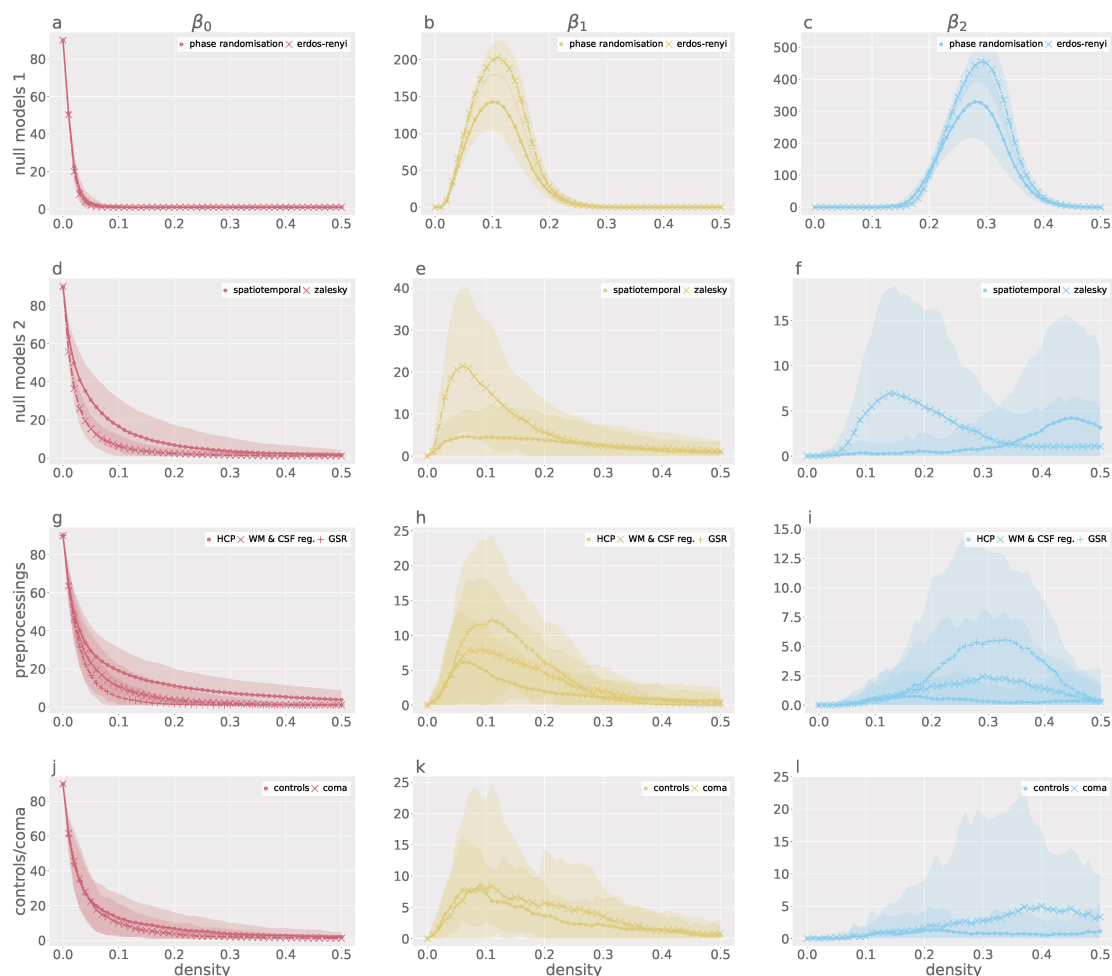 a β0 b β1 c β2
phase randomisation erdos-renyi
phase randomisation erdos-renyi
phase randomisation erdos-renyi
null models 1
80
60
40
20
0
0.0 0.1 0.2 0.3 0.4 0.5
200
150
100
50
0
0.0 0.1 0.2 0.3 0.4 0.5
500
400
300
200
100
0
0.0 0.1 0.2 0.3 0.4 0.5
d e f
spatiotemporal zalesky
spatiotemporal zalesky
spatiotemporal zalesky
null models 2
80
60
40
20
0
0.0 0.1 0.2 0.3 0.4 0.5
40
30
20
10
0
0.0 0.1 0.2 0.3 0.4 0.5
15
10
5
0
0.0 0.1 0.2 0.3 0.4 0.5
g h i
HCP WM & CSF reg. GSR
HCP WM & CSF reg. GSR
HCP WM & CSF reg. GSR
preprocessings
80
60
40
20
0
0.0 0.1 0.2 0.3 0.4 0.5
25
20
15
10
5
0
0.0 0.1 0.2 0.3 0.4 0.5
15.0
12.5
10.0
7.5
5.0
2.5
0.0
0.0 0.1 0.2 0.3 0.4 0.5
j k l
controls coma
controls coma
controls coma
controls/coma
80
60
40
20
0
0.0 0.1 0.2 0.3 0.4 0.5
density
25
20
15
10
5
0
0.0 0.1 0.2 0.3 0.4 0.5
density
25
20
15
10
5
0
0.0 0.1 0.2 0.3 0.4 0.5
density